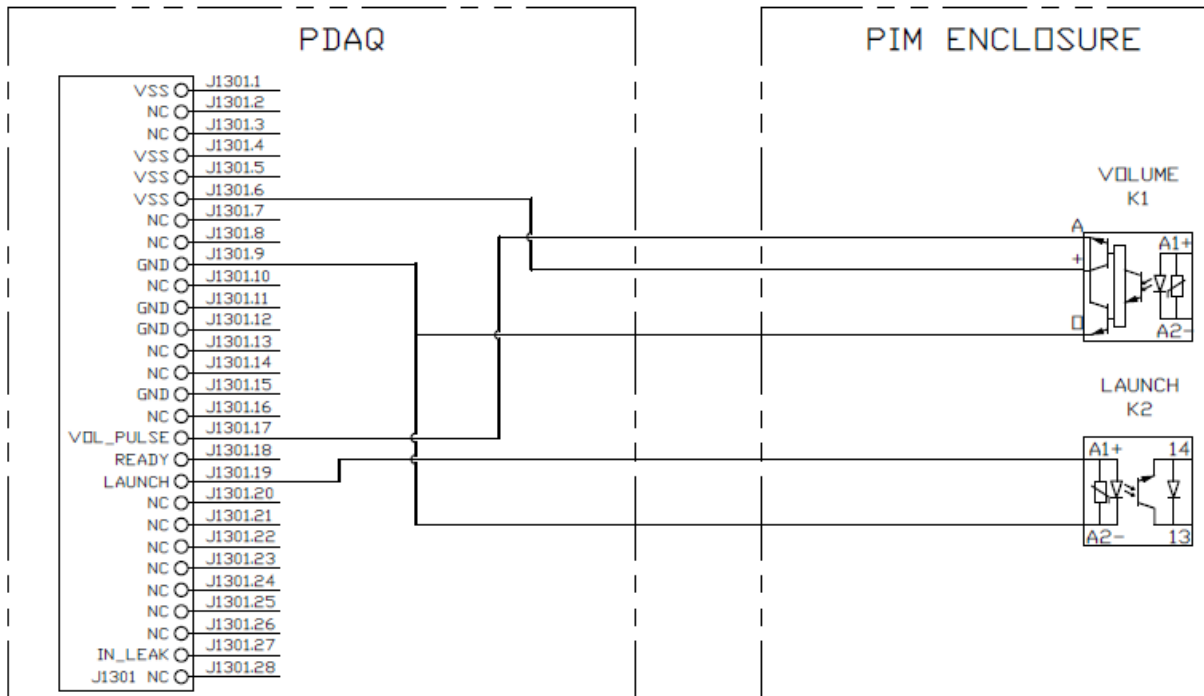 PDAQ
PIM ENCLOSURE
VSS J1301.1
NC J1301.2
NC J1301.3
VSS J1301.4
VSS J1301.5
VSS J1301.6
NC J1301.7
NC J1301.8
GND J1301.9
NC J1301.10
GND J1301.11
GND J1301.12
NC J1301.13
NC J1301.14
GND J1301.15
NC J1301.16
VOL_PULSE J1301.17
READY J1301.18
LAUNCH J1301.19
NC J1301.20
NC J1301.21
NC J1301.22
NC J1301.23
NC J1301.24
NC J1301.25
NC J1301.26
IN_LEAK J1301.27
J1301 NC J1301.28
VOLUME
K1
A
A1+
+
0
A2-
LAUNCH
K2
A1+ 14
A2- 13